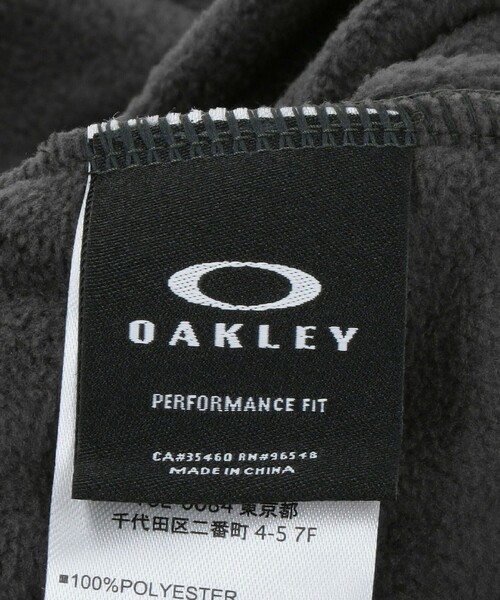 OAKLEY
PERFORMANCE FIT
CA#35460 RN#96548
MADE IN CHINA
東京都
千代田区二番町 4-5 7F
100%POLYESTER